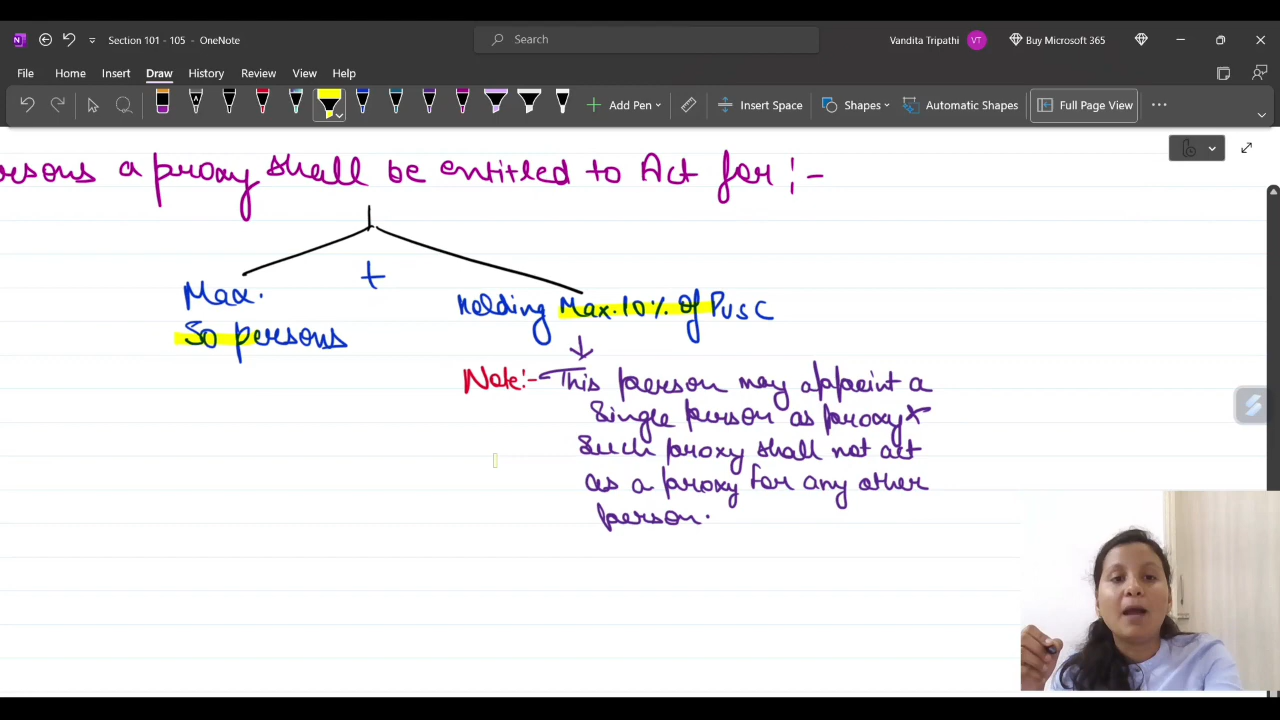 Section 101 - 105 - OneNote
Search
Vandita Tripathi VT
Buy Microsoft 365
File Home Insert Draw History Review View Help
Add Pen
Insert Space
Shapes
Automatic Shapes
Full Page View
ersons a proxy shall be entitled to Act for :-
Max. +
50 persons
Holding Max. 10% of PUSC
Note:- This person may appoint a
Single person as proxy &
Such proxy shall not act
as a proxy for any other
person.